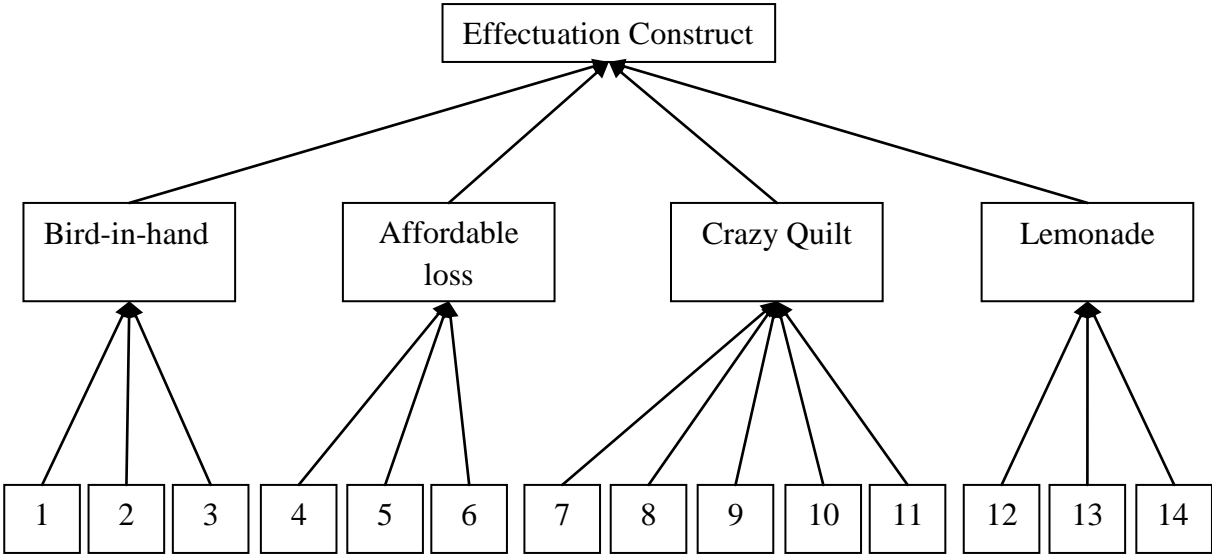 Effectuation Construct
Bird-in-hand
Affordable
loss
Crazy Quilt
Lemonade
1
2
3
4
5
6
7
8
9
10
11
12
13
14